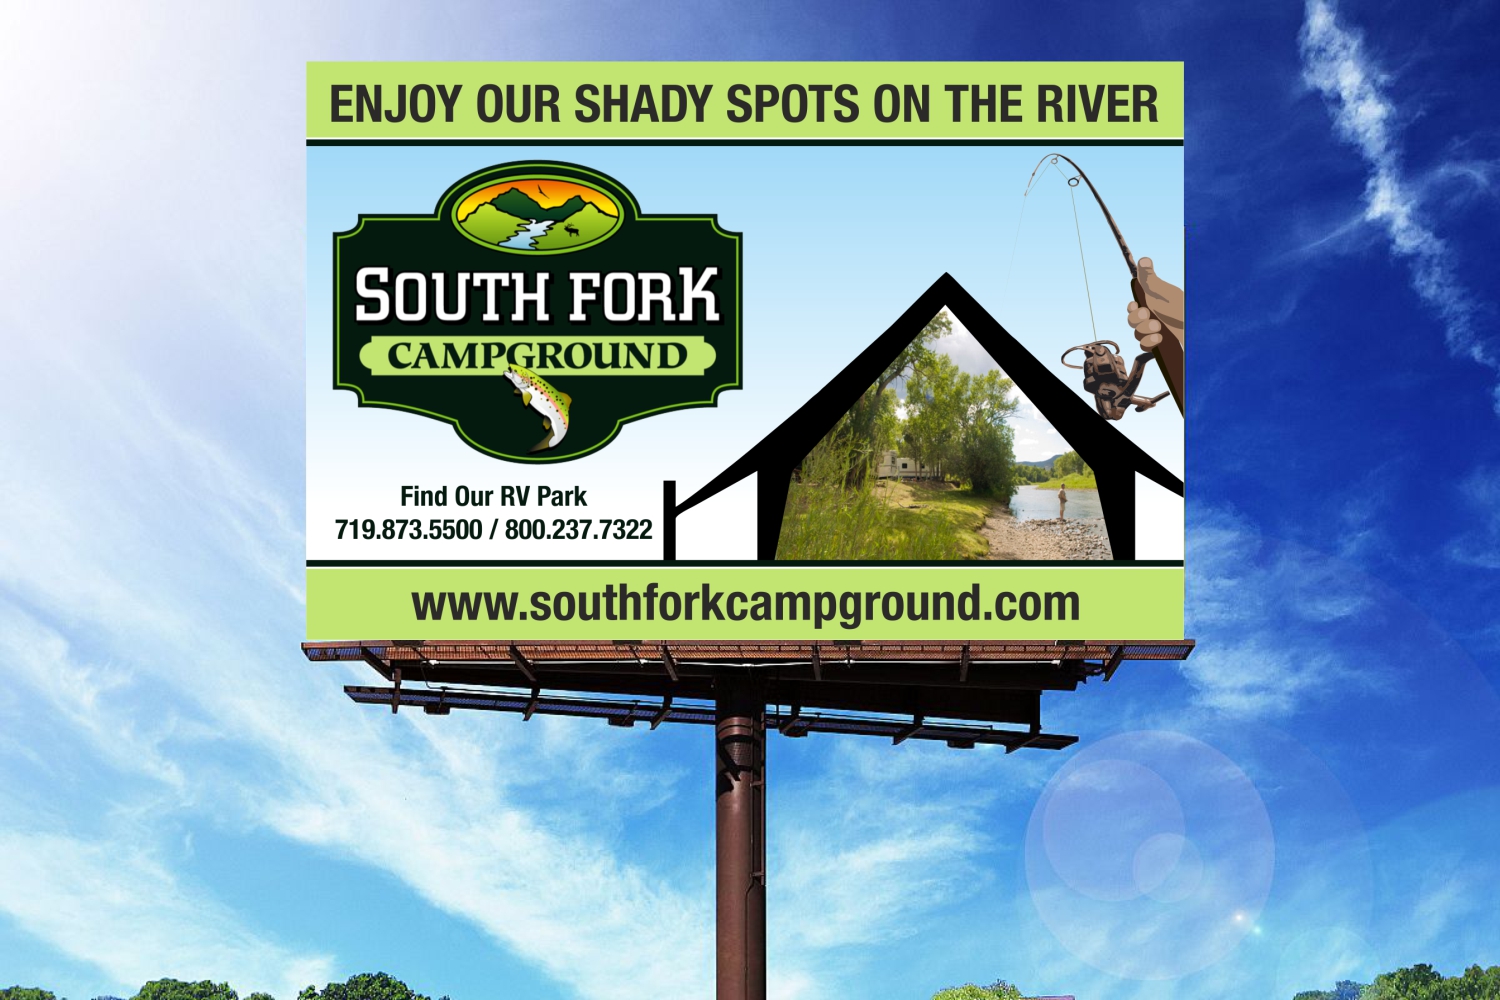 ENJOY OUR SHADY SPOTS ON THE RIVER
SOUTH FORK
CAMPGROUND
Find Our RV Park
719.873.5500 / 800.237.7322
www.southforkcampground.com